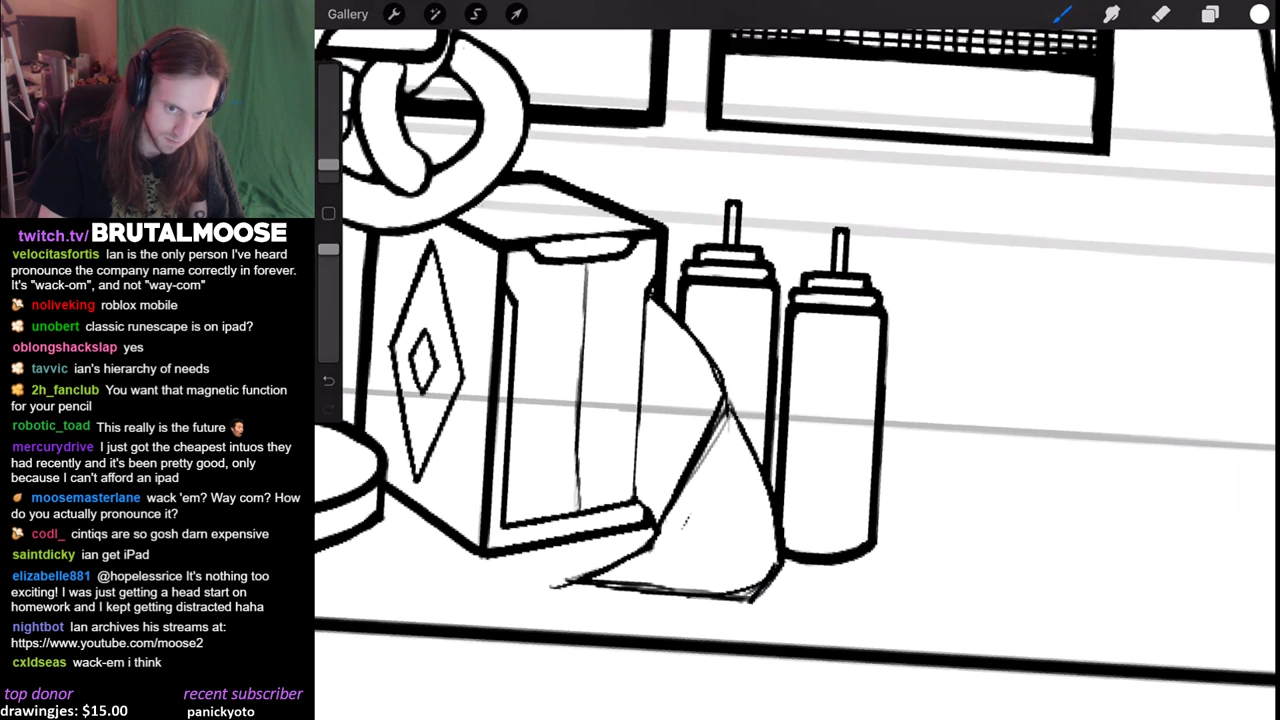 Gallery
twitch.tv/BRUTALMOOSE
velocitasfortis Ian is the only person I've heard
pronounce the company name correctly in forever.
It's "wack-om", and not "way-com"
noliveking roblox mobile
unobert classic runescape is on ipad?
oblongshackslap yes
tavvic ian's hierarchy of needs
2h_fanclub You want that magnetic function
for your pencil
robotic_toad This really is the future
mercurydrive I just got the cheapest intuos they
had recently and it's been pretty good, only
because I can't afford an ipad
moosemasterlane wack 'em? Way com? How
do you actually pronounce it?
codl_ cintiqs are so gosh darn expensive
saintdicky ian get iPad
elizabelle881 @hopelessrice It's nothing too
exciting! I was just getting a head start on
homework and I kept getting distracted haha
nightbot Ian archives his streams at:
https://www.youtube.com/moose2
cxldseas wack-em i think
top donor recent subscriber
drawingjes: $15.00 panickyoto